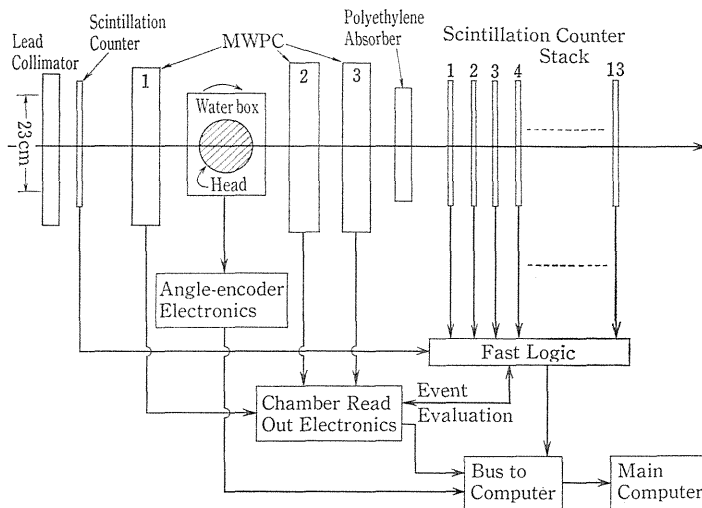 Lead
Collimator
Scintillation
Counter
MWPC
Polyethylene
Absorber
Scintillation Counter
Stack
1
2
3
1
2
3
4
13
23cm
Water box
Head
Angle-encoder
Electronics
Fast Logic
Chamber Read
Out Electronics
Event
Evaluation
Bus to
Computer
Main
Computer